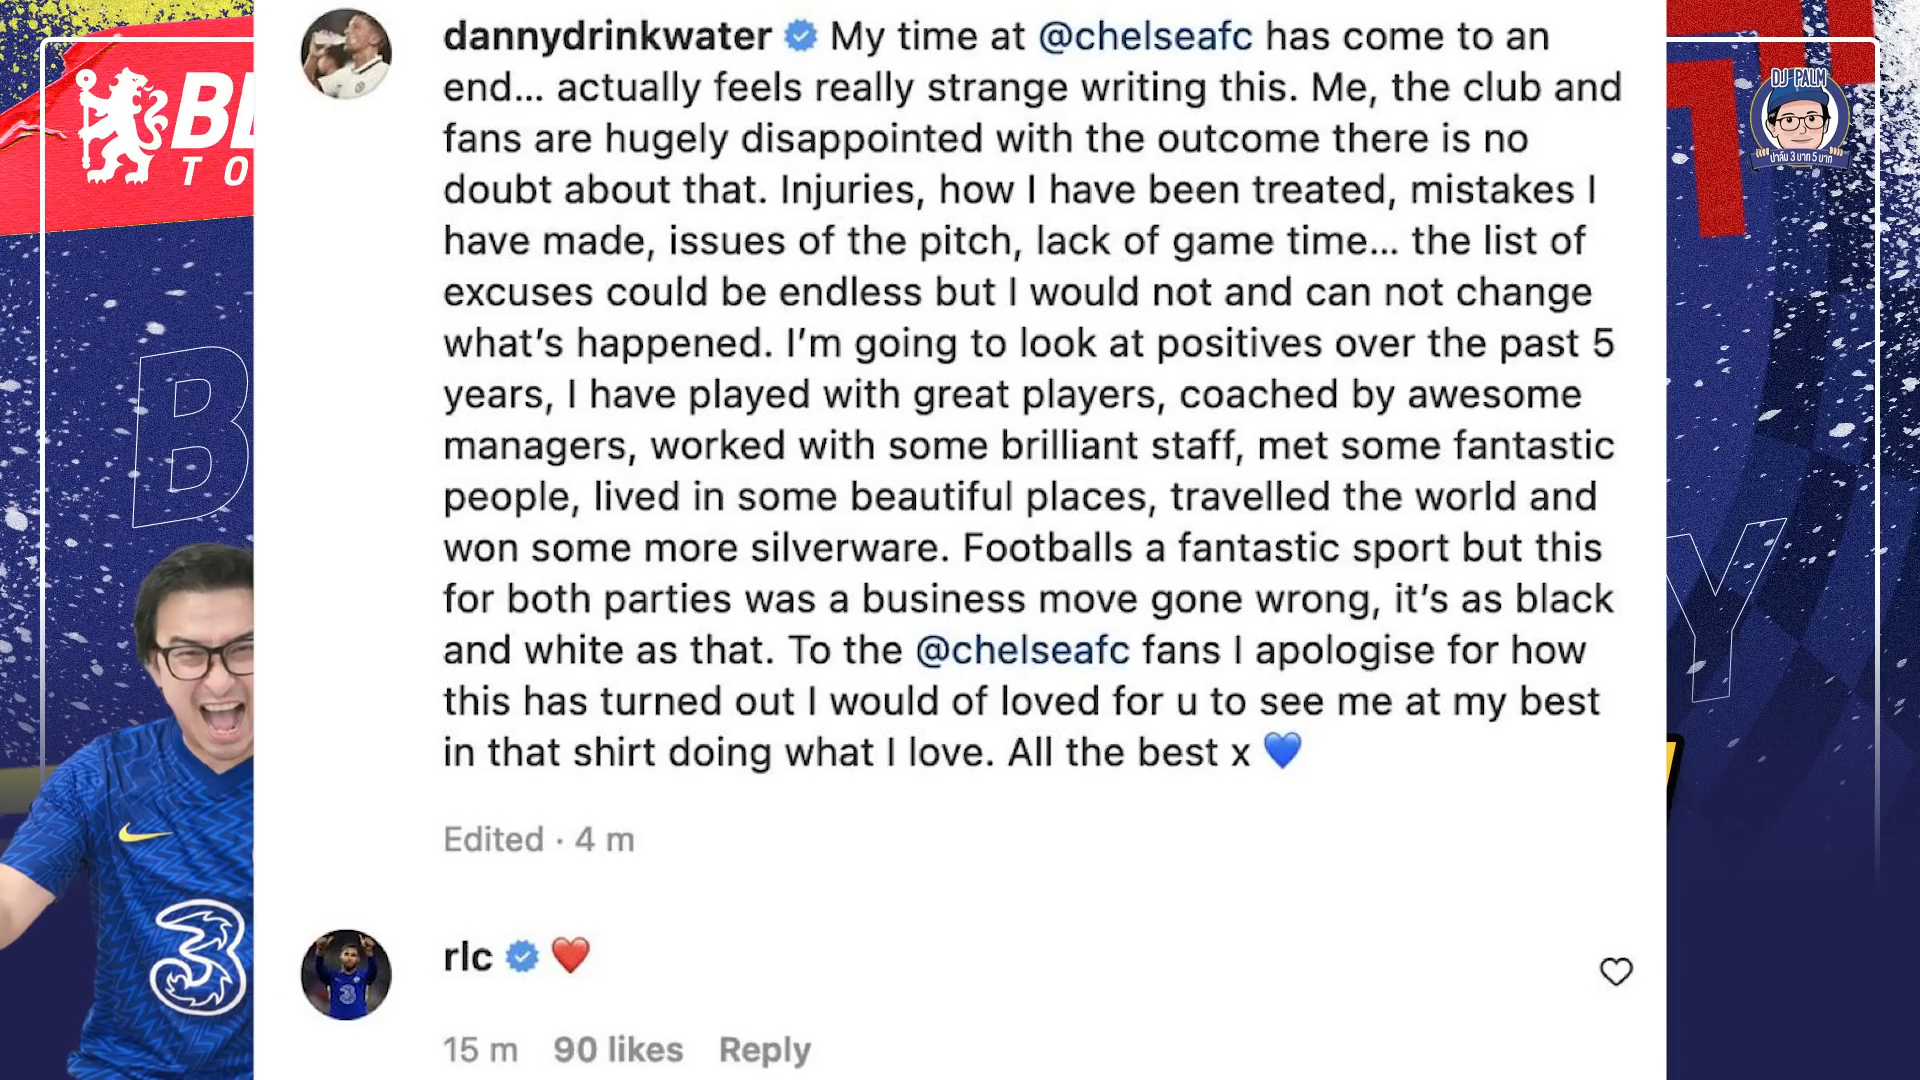 dannydrinkwater My time at @chelseafc has come to an
end... actually feels really strange writing this. Me, the club and
fans are hugely disappointed with the outcome there is no
doubt about that. Injuries, how I have been treated, mistakes I
have made, issues of the pitch, lack of game time... the list of
excuses could be endless but I would not and can not change
what’s happened. I’m going to look at positives over the past 5
years, I have played with great players, coached by awesome
managers, worked with some brilliant staff, met some fantastic
people, lived in some beautiful places, travelled the world and
won some more silverware. Footballs a fantastic sport but this
for both parties was a business move gone wrong, it’s as black
and white as that. To the @chelseafc fans I apologise for how
this has turned out I would of loved for u to see me at my best
in that shirt doing what I love. All the best x 💙
Edited · 4 m
rlc ❤️
15 m 90 likes Reply
BL
TO
B
Y
3
3
DJ PALM
ปาล์ม 3 บาท 5 บาท